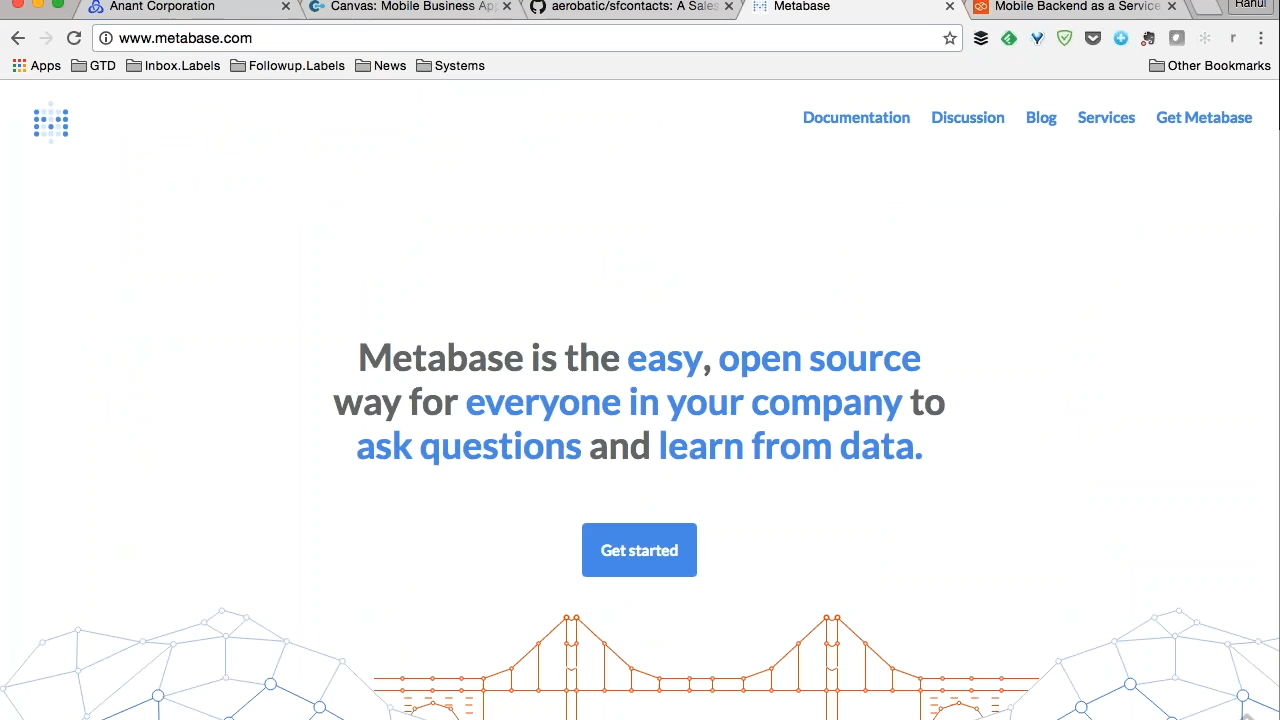 Anant Corporation
Canvas: Mobile Business App
aerobatic/sfcontacts: A Sales
Metabase
Mobile Backend as a Service
Rahul
www.metabase.com
Apps GTD Inbox.Labels Followup.Labels News Systems Other Bookmarks
Documentation Discussion Blog Services Get Metabase
Metabase is the easy, open source
way for everyone in your company to
ask questions and learn from data.
Get started